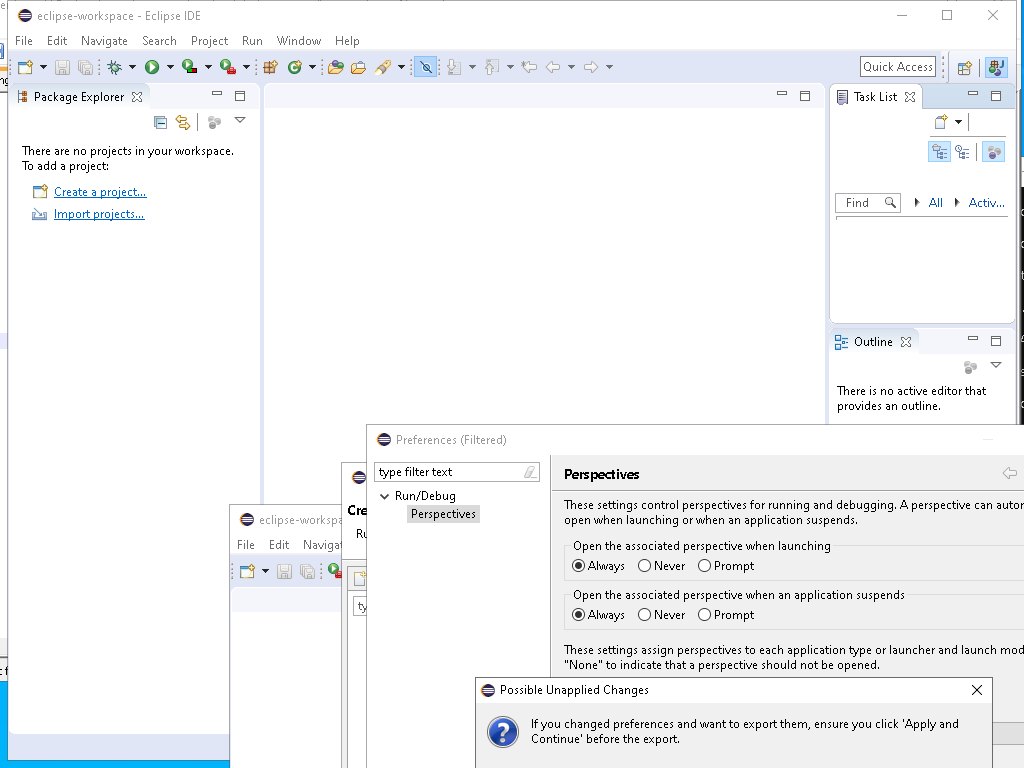 eclipse-workspace - Eclipse IDE
File Edit Navigate Search Project Run Window Help
Quick Access
Package Explorer
There are no projects in your workspace.
To add a project:
Create a project...
Import projects...
Task List
Find All Activ...
Outline
There is no active editor that
provides an outline.
Preferences (Filtered)
type filter text
Run/Debug
Perspectives
Perspectives
These settings control perspectives for running and debugging. A perspective can
open when launching or when an application suspends.
Open the associated perspective when launching
Always Never Prompt
Open the associated perspective when an application suspends
Always Never Prompt
These settings assign perspectives to each application type or launcher and launch
"None" to indicate that a perspective should not be opened.
Cre
Ru
ty
eclipse-workspa
File Edit Naviga
Possible Unapplied Changes
If you changed preferences and want to export them, ensure you click 'Apply and
Continue' before the export.